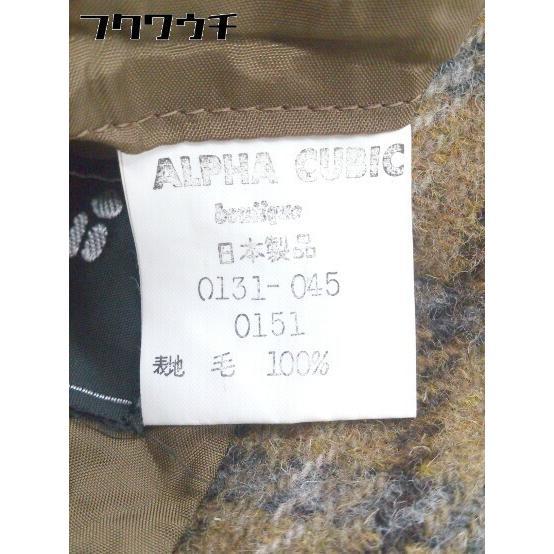 フクワウチ
ALPHA CUBIC
boutique
日本製品
0131-045
0151
表地 毛 100%